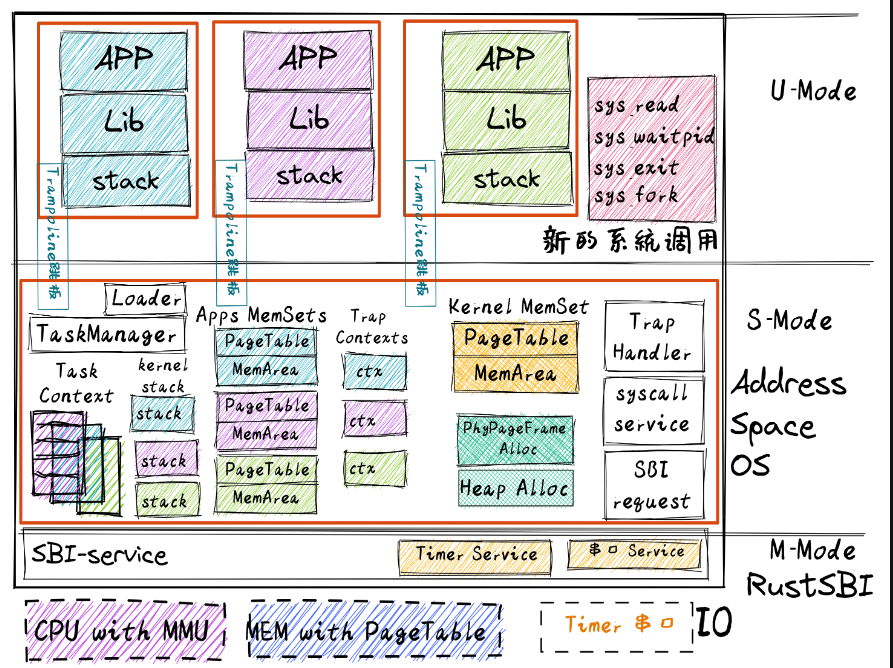 APP
Lib
stack
Trampoline跳板
APP
Lib
stack
Trampoline跳板
APP
Lib
stack
Trampoline跳板
sys_read
sys_waitpid
sys_exit
sys_fork
新的系统调用
U-Mode
Loader
TaskManager
Task
Context
kernel
stack
stack
stack
stack
Apps MemSets
PageTable
MemArea
PageTable
MemArea
PageTable
MemArea
Trap
Contexts
ctx
ctx
ctx
Kernel MemSet
PageTable
MemArea
PhyPageFrame
Alloc
Heap Alloc
Trap
Handler
syscall
service
SBI
request
S-Mode
Address
Space
OS
SBI-service
Timer Service
串口 Service
M-Mode
RustSBI
CPU with MMU
MEM with PageTable
Timer 串口
IO